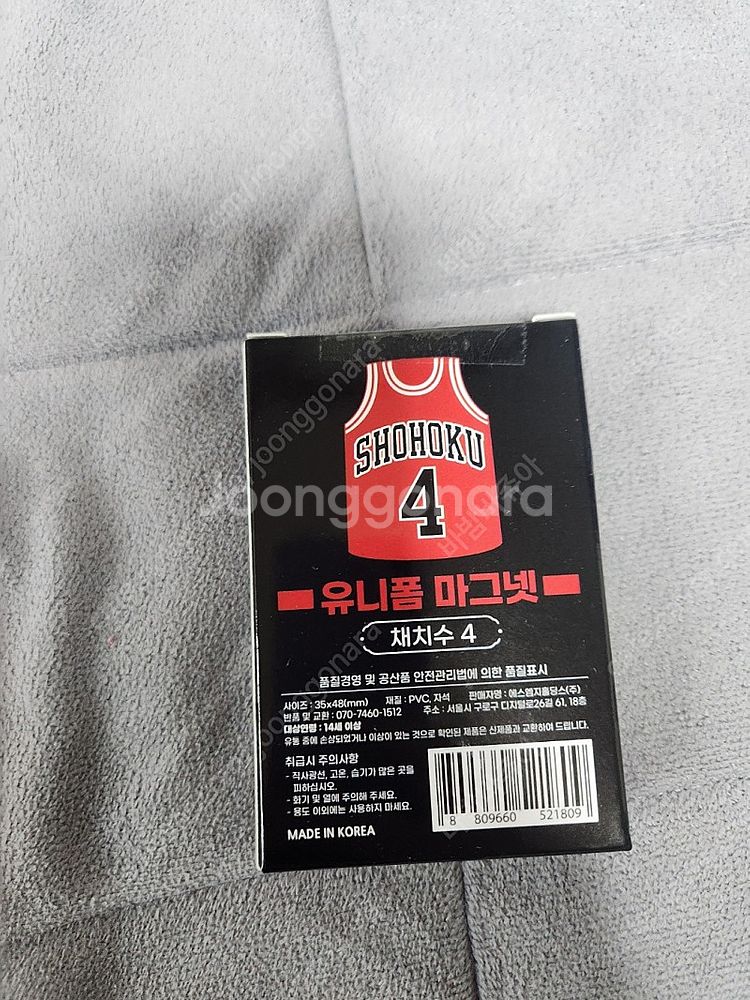 SHOHOKU
4
Joonggonara
유니폼 마그넷
채치수 4
품질경영 및 공산품 안전관리법에 의한 품질표시
사이즈 : 35x48(mm) 재질 : PVC, 자석 판매자명 : 에스엠지홀딩스(주)
반품 및 교환 : 070-7460-1512 주소 : 서울시 구로구 디지털로26길 61, 18층
대상연령 : 14세 이상
유통 중에 손상되었거나 이상이 있는 것으로 확인된 제품은 신제품과 교환하여 드립니다.
취급시 주의사항
- 직사광선, 고온, 습기가 많은 곳을
피하십시오.
- 화기 및 열에 주의해 주세요.
- 용도 이외에는 사용하지 마세요.
MADE IN KOREA
8 809660 521809